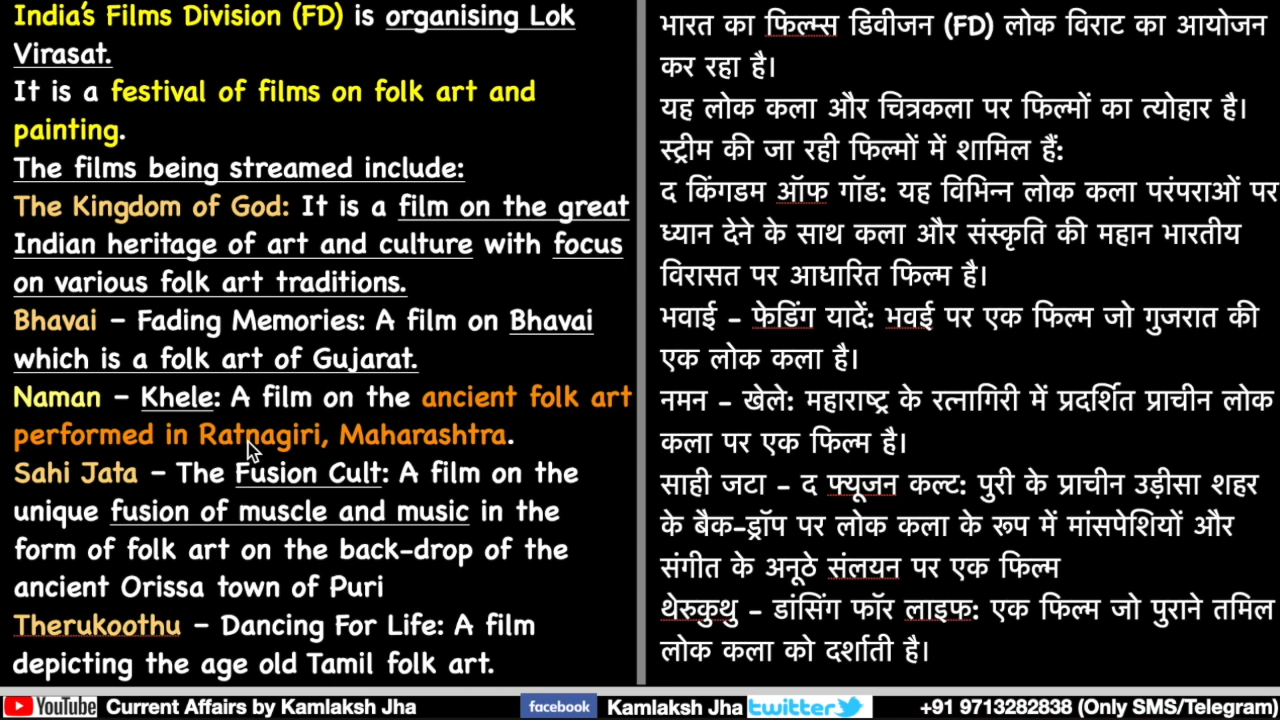 India's Films Division (FD) is organising Lok
Virasat.
It is a festival of films on folk art and
painting.
The films being streamed include:
The Kingdom of God: It is a film on the great
Indian heritage of art and culture with focus
on various folk art traditions.
Bhavai – Fading Memories: A film on Bhavai
which is a folk art of Gujarat.
Naman – Khele: A film on the ancient folk art
performed in Ratnagiri, Maharashtra.
Sahi Jata – The Fusion Cult: A film on the
unique fusion of muscle and music in the
form of folk art on the back-drop of the
ancient Orissa town of Puri
Therukoothu – Dancing For Life: A film
depicting the age old Tamil folk art.
भारत का फिल्म्स डिवीजन (FD) लोक विराट का आयोजन
कर रहा है।
यह लोक कला और चित्रकला पर फिल्मों का त्योहार है।
स्ट्रीम की जा रही फिल्मों में शामिल हैं:
द किंगडम ऑफ गॉड: यह विभिन्न लोक कला परंपराओं पर
ध्यान देने के साथ कला और संस्कृति की महान भारतीय
विरासत पर आधारित फिल्म है।
भवाई – फेडिंग यादें: भवई पर एक फिल्म जो गुजरात की
एक लोक कला है।
नमन – खेले: महाराष्ट्र के रत्नागिरी में प्रदर्शित प्राचीन लोक
कला पर एक फिल्म है।
साही जटा – द फ्यूजन कल्ट: पुरी के प्राचीन उड़ीसा शहर
के बैक-ड्रॉप पर लोक कला के रूप में मांसपेशियों और
संगीत के अनूठे संलयन पर एक फिल्म
थेरुकुथु – डांसिंग फॉर लाइफ: एक फिल्म जो पुराने तमिल
लोक कला को दर्शाती है।
YouTube Current Affairs by Kamlaksh Jha facebook Kamlaksh Jha twitter +91 9713282838 (Only SMS/Telegram)